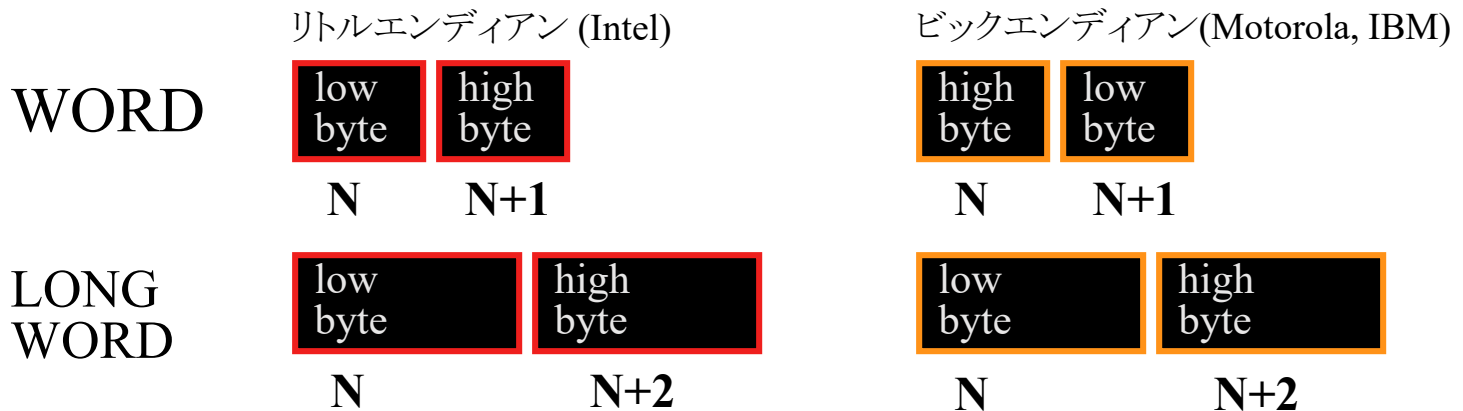 リトルエンディアン (Intel)
ビックエンディアン(Motorola, IBM)
WORD
low
byte
high
byte
high
byte
low
byte
N
N+1
N
N+1
LONG
WORD
low
byte
high
byte
low
byte
high
byte
N
N+2
N
N+2